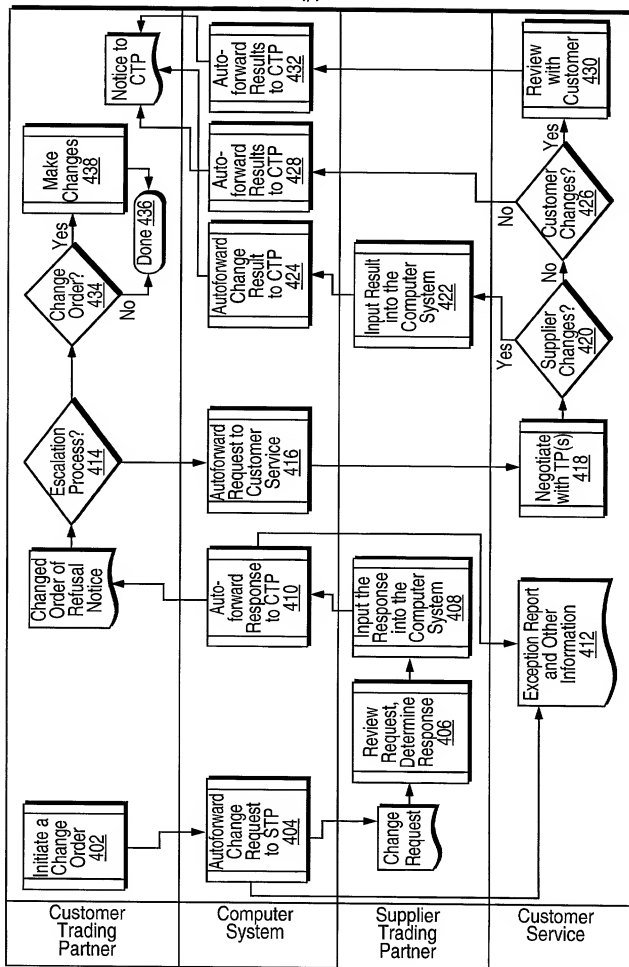 Customer
Trading
Partner
Initiate a
Change
Order
402
Changed
Order of
Refusal
Notice
Escalation
Process?
414
Change
Order?
434
Yes
No
Make
Changes
438
Done 436
Notice to
CTP
Computer
System
Autoforward
Change
Request
to STP
404
Auto-
forward
Response
to CTP
410
Autoforward
Request to
Customer
Service
416
Autoforward
Change
Result
to CTP
424
Auto-
forward
Results
to CTP
428
Auto-
forward
Results
to CTP
432
Supplier
Trading
Partner
Change
Request
Review
Request,
Determine
Response
406
Input the
Response
into the
Computer
System
408
Input Result
into the
Computer
System
422
Customer
Service
Exception Report
and Other
Information
412
Negotiate
with TP(s)
418
Supplier
Changes?
420
Yes
No
Customer
Changes?
426
No
Yes
Review
with
Customer
430